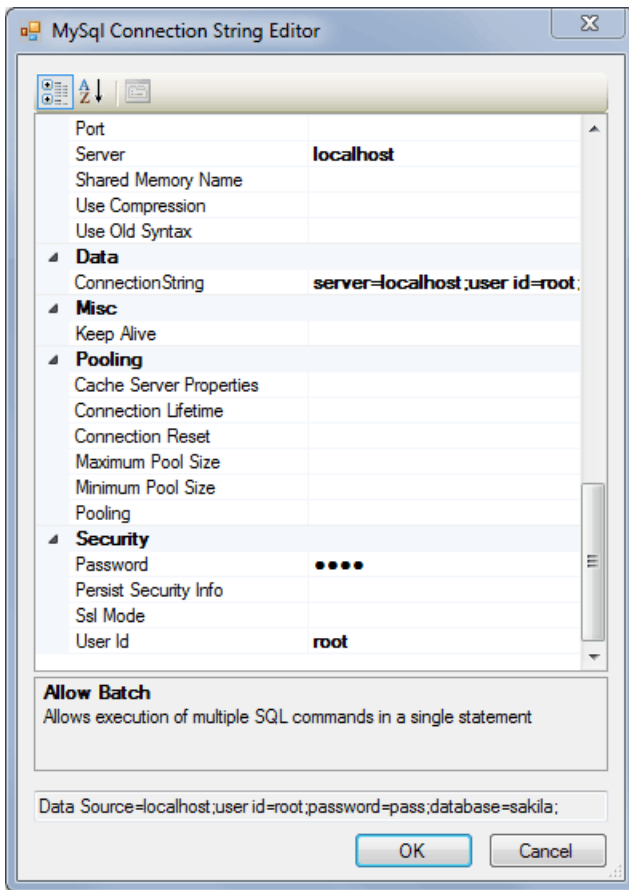 MySql Connection String Editor
Port
Server localhost
Shared Memory Name
Use Compression
Use Old Syntax
Data
ConnectionString server=localhost;user id=root;
Misc
Keep Alive
Pooling
Cache Server Properties
Connection Lifetime
Connection Reset
Maximum Pool Size
Minimum Pool Size
Pooling
Security
Password ●●●●
Persist Security Info
Ssl Mode
User Id root
Allow Batch
Allows execution of multiple SQL commands in a single statement
Data Source=localhost;user id=root;password=pass;database=sakila;
OK Cancel